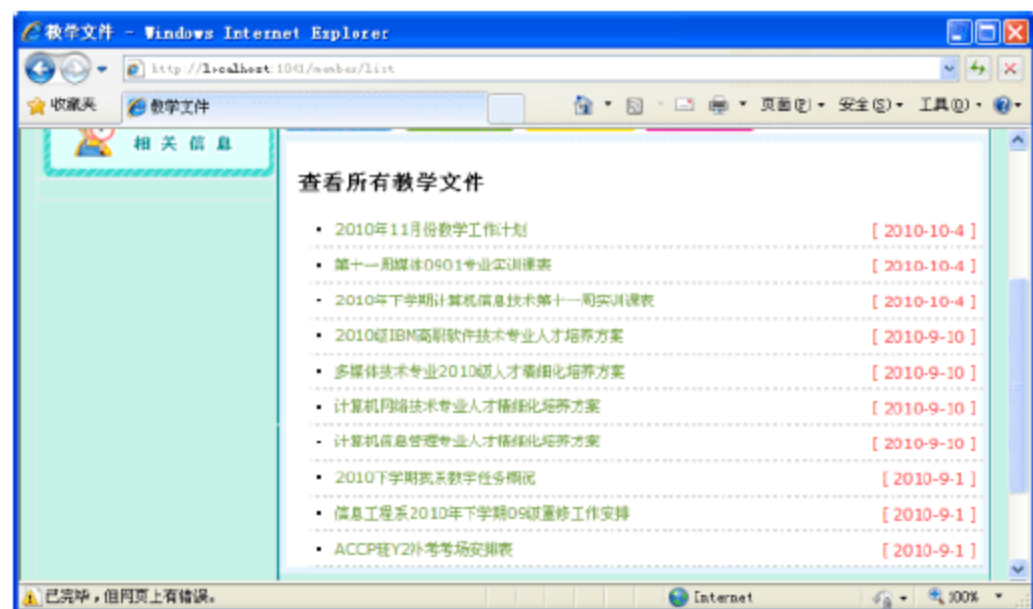 教学文件 - Windows Internet Explorer
http://localhost:1041/member/list
收藏夹 教学文件 页面(P) 安全(S) 工具(O)
相关信息
查看所有教学文件
2010年11月份教学工作计划 [ 2010-10-4 ]
第十一周媒体0901专业实训课表 [ 2010-10-4 ]
2010年下学期计算机信息技术第十一周实训课表 [ 2010-10-4 ]
2010级IBM高职软件技术专业人才培养方案 [ 2010-9-10 ]
多媒体技术专业2010级人才精细化培养方案 [ 2010-9-10 ]
计算机网络技术专业人才精细化培养方案 [ 2010-9-10 ]
计算机信息管理专业人才精细化培养方案 [ 2010-9-10 ]
2010下学期我系教学任务概况 [ 2010-9-1 ]
信息工程系2010年下学期09级重修工作安排 [ 2010-9-1 ]
ACCP班Y2补考考场安排表 [ 2010-9-1 ]
已完毕，但网页上有错误。 Internet 100%